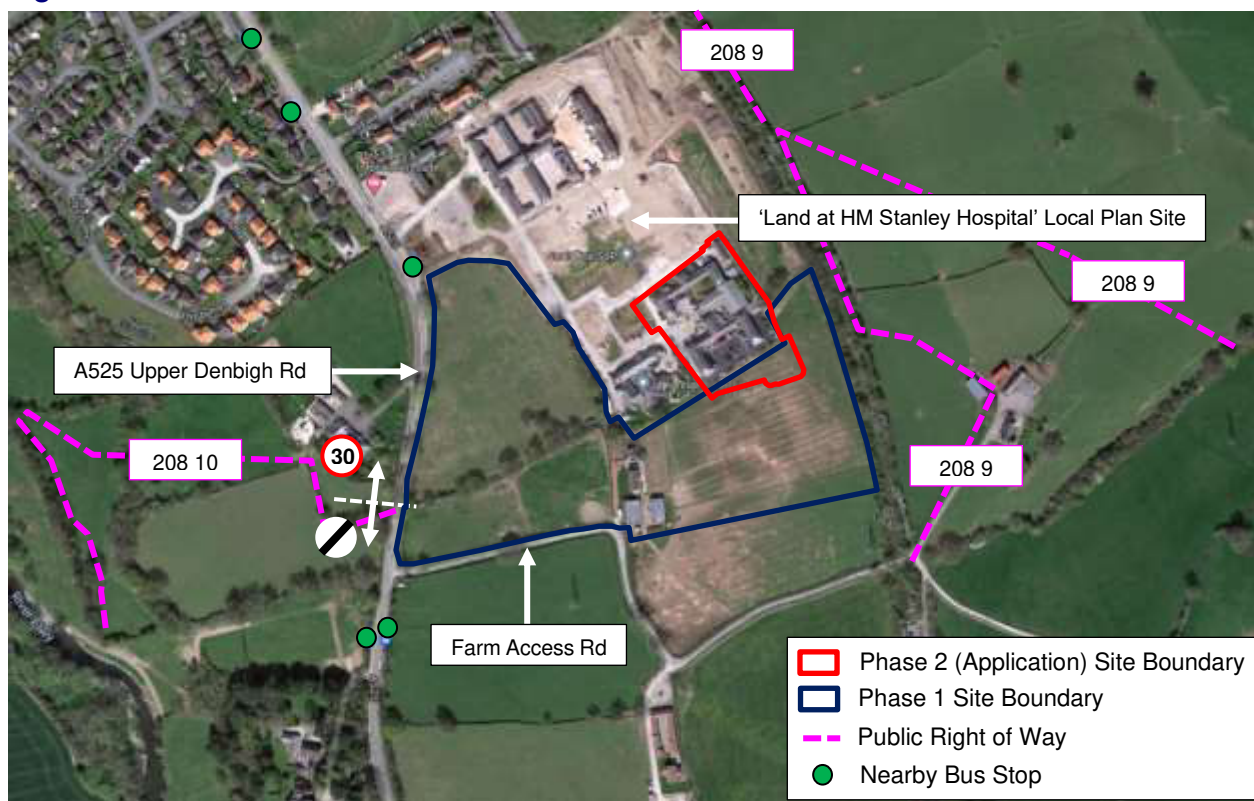 208 9
'Land at HM Stanley Hospital' Local Plan Site
208 9
A525 Upper Denbigh Rd
208 10
30
208 9
Farm Access Rd
Phase 2 (Application) Site Boundary
Phase 1 Site Boundary
Public Right of Way
Nearby Bus Stop